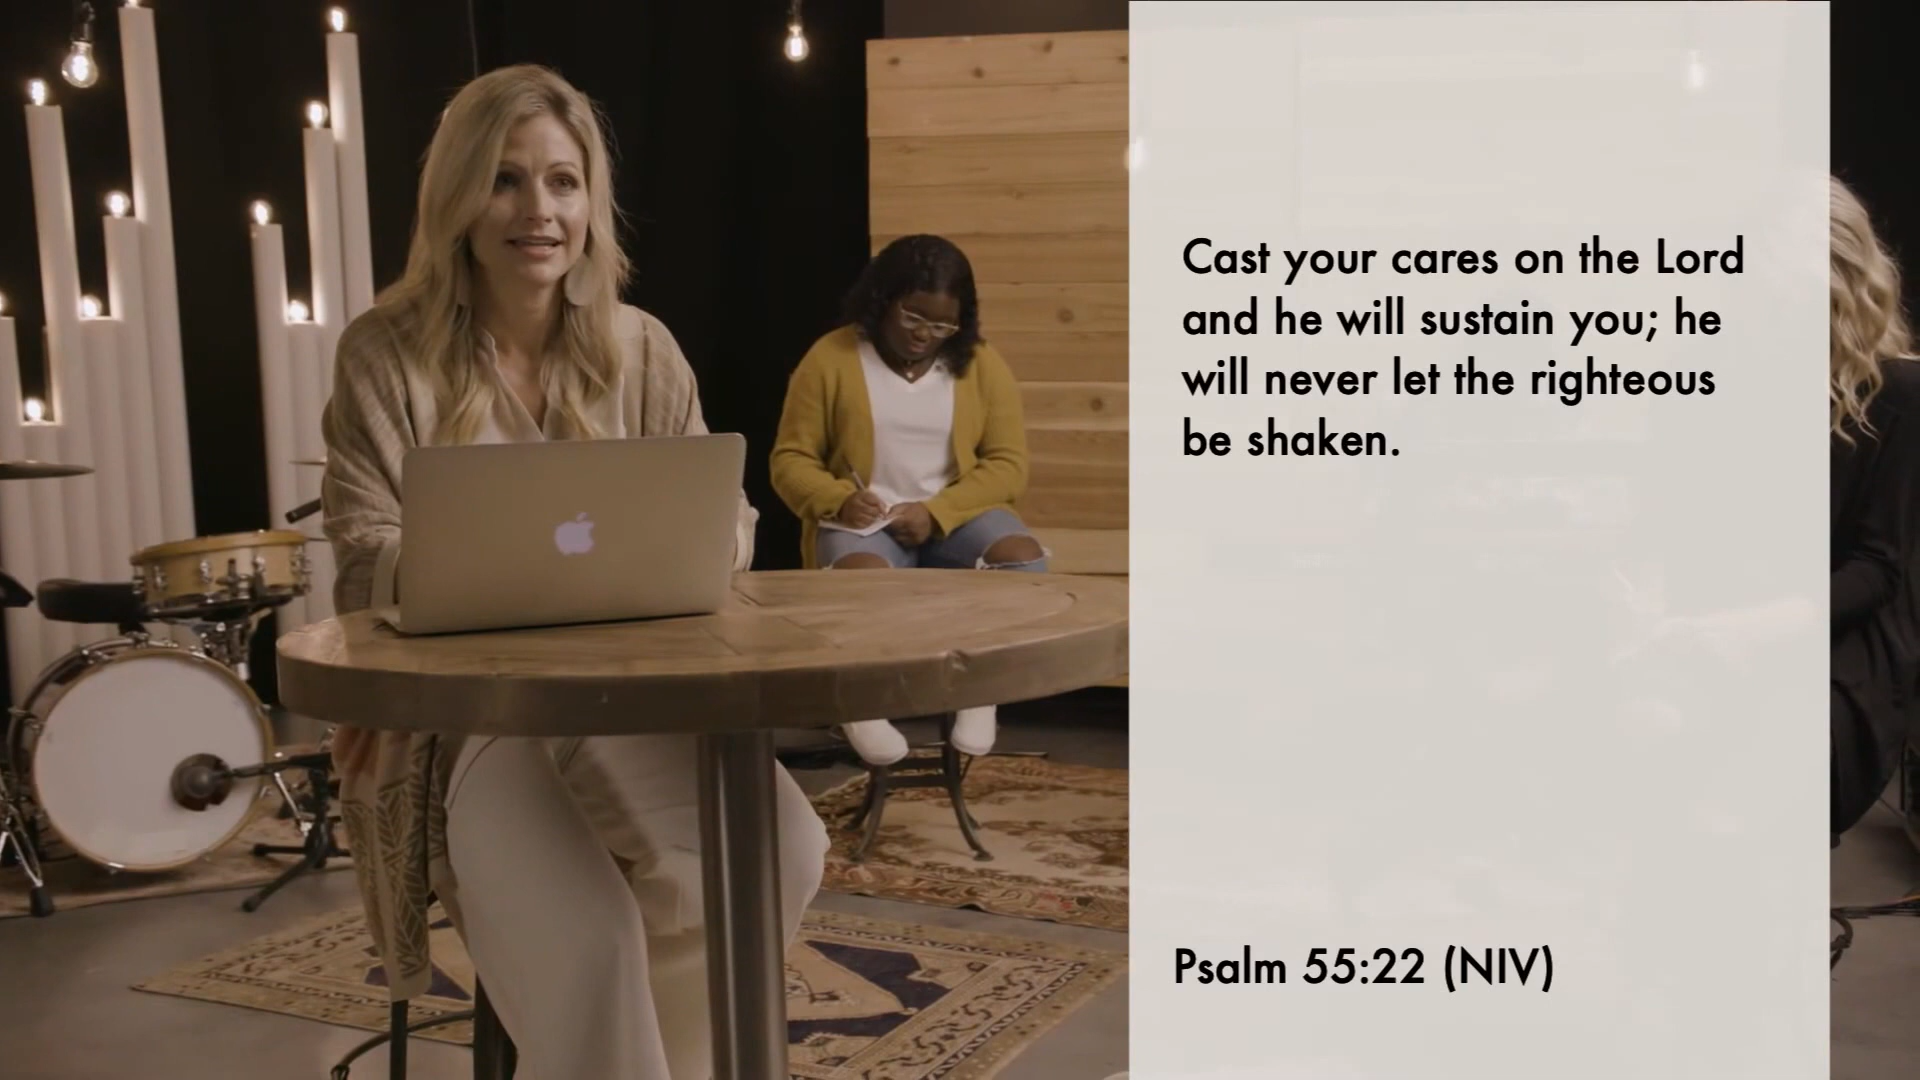 Cast your cares on the Lord
and he will sustain you; he
will never let the righteous
be shaken.
Psalm 55:22 (NIV)